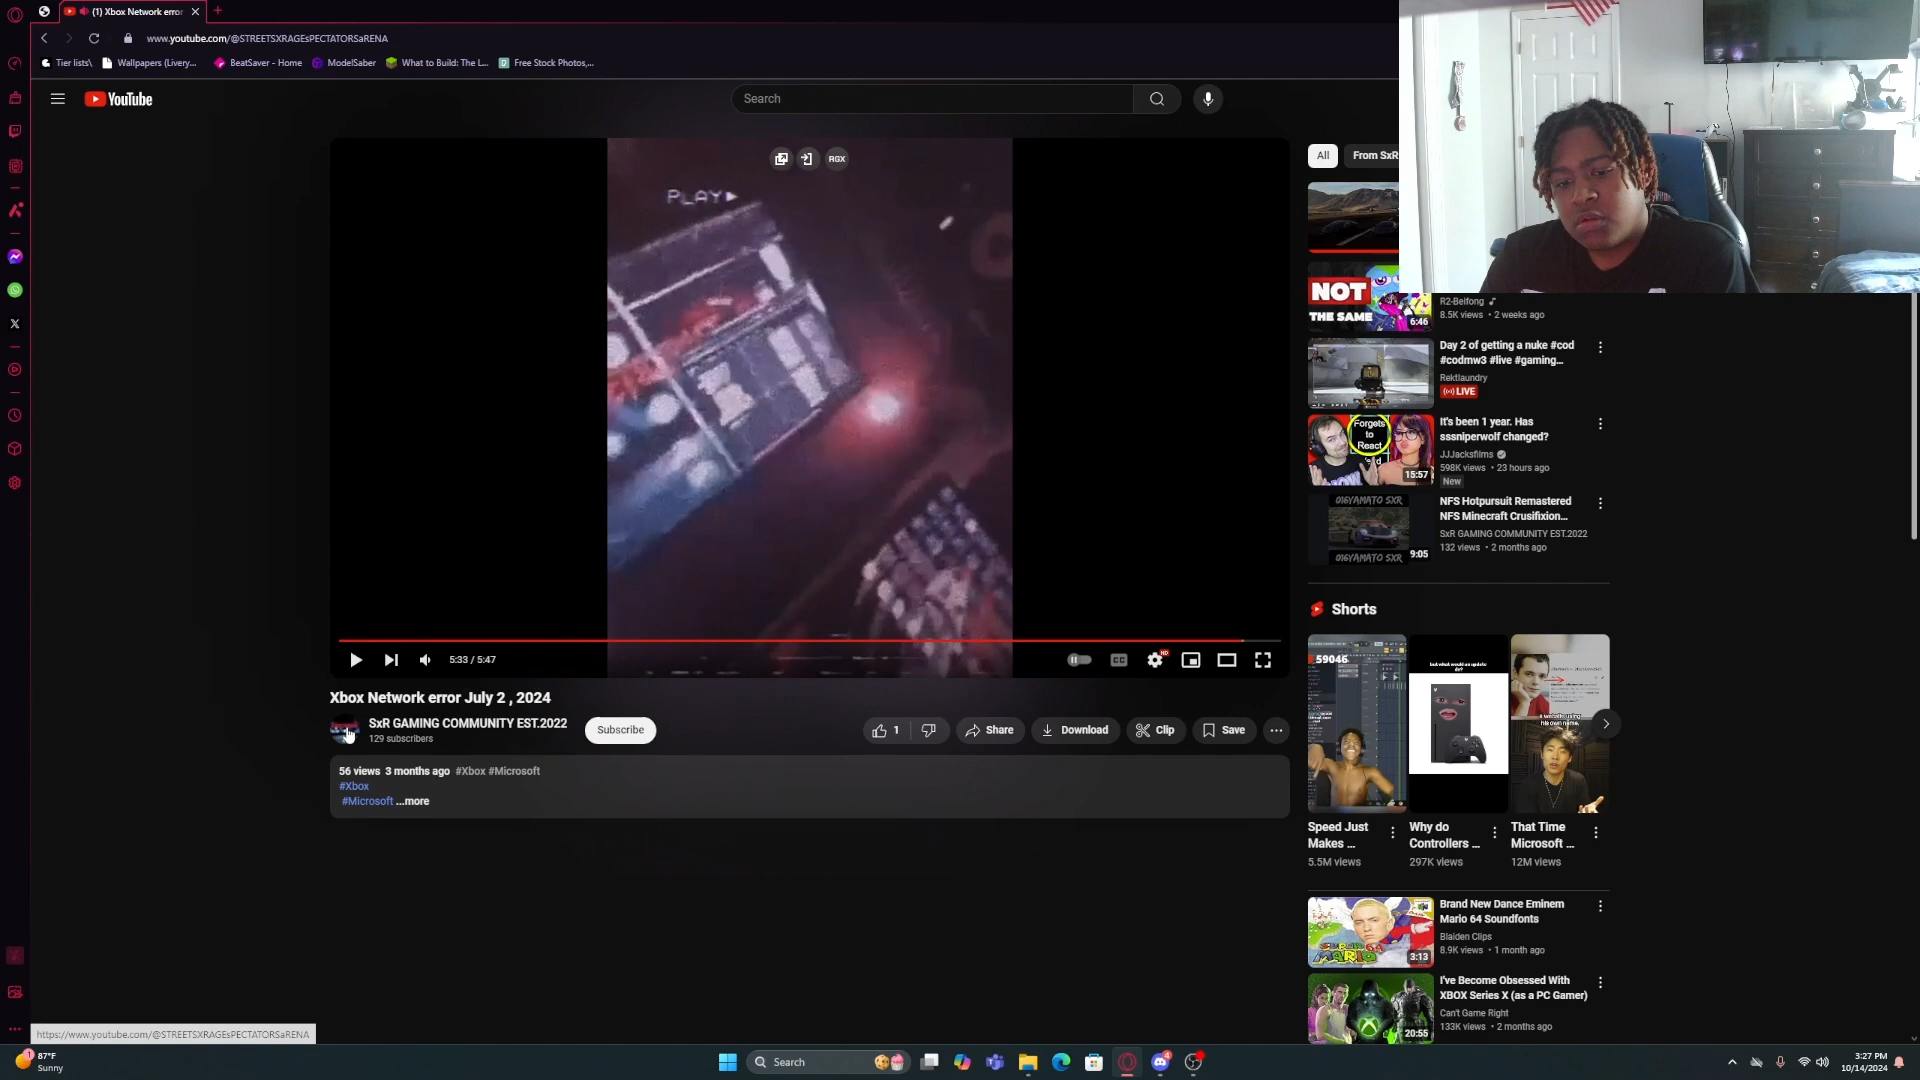 (1) Xbox Network error
www.youtube.com/@STREETSXRAGEsPECTATORSaRENA
Tier lists\ Wallpapers (Livery... BeatSaver - Home ModelSaber What to Build: The L... Free Stock Photos,...
YouTube
Search
All From SxR
RGX
PLAY
NOT
THE SAME
6:46
R2-Beifong
8.5K views • 2 weeks ago
Day 2 of getting a nuke #cod
#codmw3 #live #gaming...
Rektlaundry
LIVE
Forgets
to
React
15:57
It's been 1 year. Has
sssniperwolf changed?
JJJacksfilms
598K views • 23 hours ago
New
016YAMATO SXR
016YAMATO SXR
9:05
NFS Hotpursuit Remastered
NFS Minecraft Crusifixion...
SxR GAMING COMMUNITY EST.2022
132 views • 2 months ago
5:33 / 5:47
CC
HD
Xbox Network error July 2 , 2024
SxR GAMING COMMUNITY EST.2022
129 subscribers
Subscribe
1
Share
Download
Clip
Save
56 views 3 months ago #Xbox #Microsoft
#Xbox
#Microsoft ...more
Shorts
59046
Speed Just
Makes ...
5.5M views
Why do
Controllers ...
297K views
That Time
Microsoft ...
12M views
3:13
Brand New Dance Eminem
Mario 64 Soundfonts
Blaiden Clips
8.9K views • 1 month ago
20:55
I've Become Obsessed With
XBOX Series X (as a PC Gamer)
Can't Game Right
133K views • 2 months ago
https://www.youtube.com/@STREETSXRAGEsPECTATORSaRENA
87°F
Sunny
Search
3:27 PM
10/14/2024